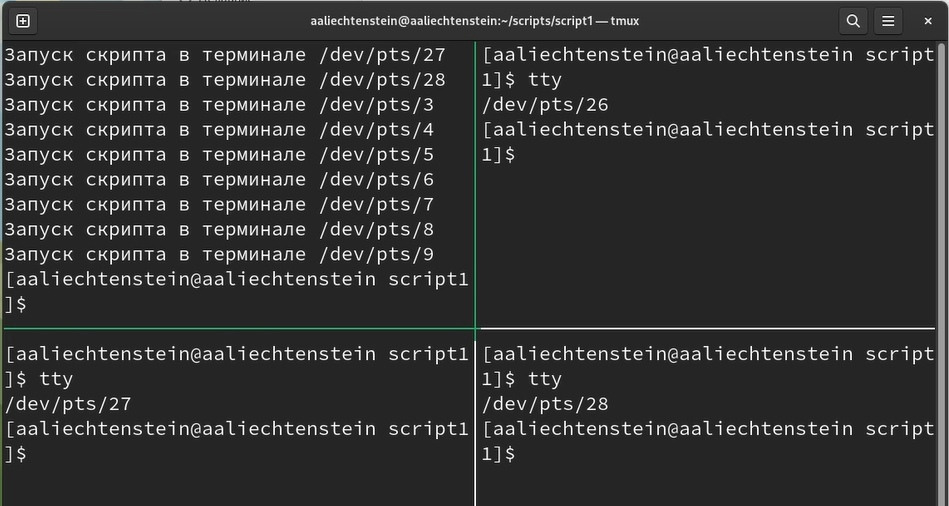 aaliechtenstein@aaliechtenstein:~/scripts/script1 — tmux
Запуск скрипта в терминале /dev/pts/27
Запуск скрипта в терминале /dev/pts/28
Запуск скрипта в терминале /dev/pts/3
Запуск скрипта в терминале /dev/pts/4
Запуск скрипта в терминале /dev/pts/5
Запуск скрипта в терминале /dev/pts/6
Запуск скрипта в терминале /dev/pts/7
Запуск скрипта в терминале /dev/pts/8
Запуск скрипта в терминале /dev/pts/9
[aaliechtenstein@aaliechtenstein script1
]$
[aaliechtenstein@aaliechtenstein script
1]$ tty
/dev/pts/26
[aaliechtenstein@aaliechtenstein script
1]$
[aaliechtenstein@aaliechtenstein script1
]$ tty
/dev/pts/27
[aaliechtenstein@aaliechtenstein script1
]$
[aaliechtenstein@aaliechtenstein script
1]$ tty
/dev/pts/28
[aaliechtenstein@aaliechtenstein script
1]$